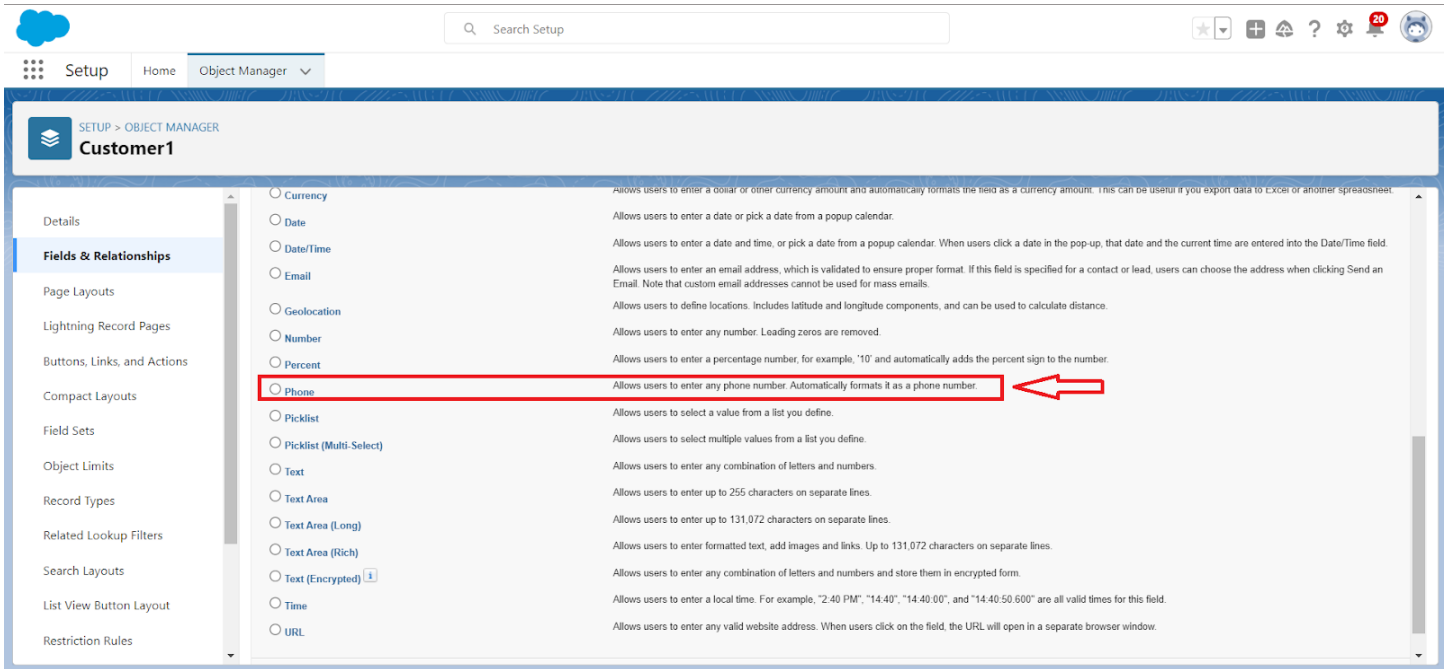 Search Setup
20
Setup
Home
Object Manager
SETUP > OBJECT MANAGER
Customer1
Details
Fields & Relationships
Page Layouts
Lightning Record Pages
Buttons, Links, and Actions
Compact Layouts
Field Sets
Object Limits
Record Types
Related Lookup Filters
Search Layouts
List View Button Layout
Restriction Rules
Currency
Allows users to enter a dollar or other currency amount and automatically formats the field as a currency amount. This can be useful if you export data to Excel or another spreadsheet.
Date
Allows users to enter a date or pick a date from a popup calendar.
Date/Time
Allows users to enter a date and time, or pick a date from a popup calendar. When users click a date in the pop-up, that date and the current time are entered into the Date/Time field.
Email
Allows users to enter an email address, which is validated to ensure proper format. If this field is specified for a contact or lead, users can choose the address when clicking Send an
Email. Note that custom email addresses cannot be used for mass emails.
Geolocation
Allows users to define locations. Includes latitude and longitude components, and can be used to calculate distance.
Number
Allows users to enter any number. Leading zeros are removed.
Percent
Allows users to enter a percentage number, for example, '10' and automatically adds the percent sign to the number.
Phone
Allows users to enter any phone number. Automatically formats it as a phone number.
Picklist
Allows users to select a value from a list you define.
Picklist (Multi-Select)
Allows users to select multiple values from a list you define.
Text
Allows users to enter any combination of letters and numbers.
Text Area
Allows users to enter up to 255 characters on separate lines.
Text Area (Long)
Allows users to enter up to 131,072 characters on separate lines.
Text Area (Rich)
Allows users to enter formatted text, add images and links. Up to 131,072 characters on separate lines.
Text (Encrypted) i
Allows users to enter any combination of letters and numbers and store them in encrypted form.
Time
Allows users to enter a local time. For example, "2:40 PM", "14:40", "14:40:00", and "14:40:50.600" are all valid times for this field.
URL
Allows users to enter any valid website address. When users click on the field, the URL will open in a separate browser window.